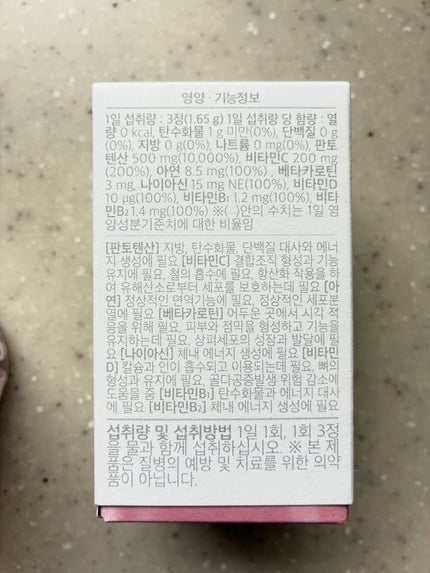 영양 · 기능정보
1일 섭취량 : 3정(1.65 g) 1일 섭취량 당 함량 : 열
량 0 kcal, 탄수화물 1 g 미만(0%), 단백질 0 g
(0%), 지방 0 g(0%), 나트륨 0 mg(0%), 판토
텐산 500 mg(10,000%), 비타민C 200 mg
(200%), 아연 8.5 mg(100%) , 베타카로틴
3 mg, 나이아신 15 mg NE(100%), 비타민D
10 µg(100%), 비타민B₁ 1.2 mg(100%), 비타
민B₂ 1.4 mg(100%) ※( )안의 수치는 1일 영
양성분기준치에 대한 비율임
[판토텐산] 지방, 탄수화물, 단백질 대사와 에너
지 생성에 필요 [비타민C] 결합조직 형성과 기능
유지에 필요, 철의 흡수에 필요, 항산화 작용을 하
여 유해산소로부터 세포를 보호하는데 필요 [아
연] 정상적인 면역기능에 필요, 정상적인 세포분
열에 필요 [베타카로틴] 어두운 곳에서 시각 적
응을 위해 필요, 피부와 점막을 형성하고 기능을
유지하는데 필요, 상피세포의 성장과 발달에 필
요 [나이아신] 체내 에너지 생성에 필요 [비타민
D] 칼슘과 인이 흡수되고 이용되는데 필요, 뼈의
형성과 유지에 필요, 골다공증발생 위험 감소에
도움을 줌 [비타민B₁] 탄수화물과 에너지 대사
에 필요 [비타민B₂] 체내 에너지 생성에 필요
섭취량 및 섭취방법 1일 1회, 1회 3정
을 물과 함께 섭취하십시오. ※ 본 제
품은 질병의 예방 및 치료를 위한 의약
품이 아닙니다.